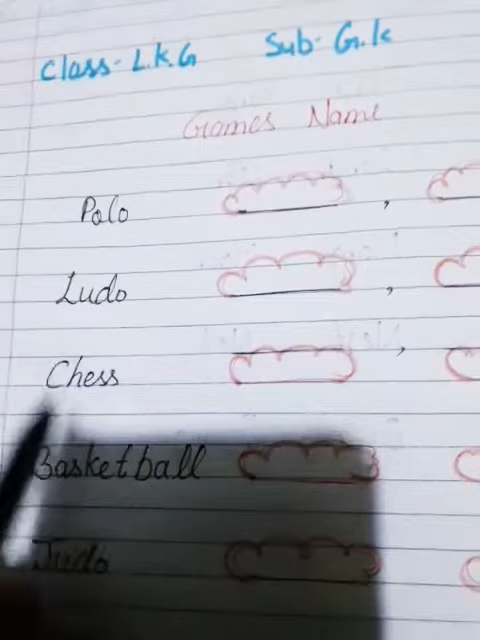 Class- L.K.G Sub- G.k
Games Name
Polo ,
Ludo ,
Chess ,
Basketball
Judo